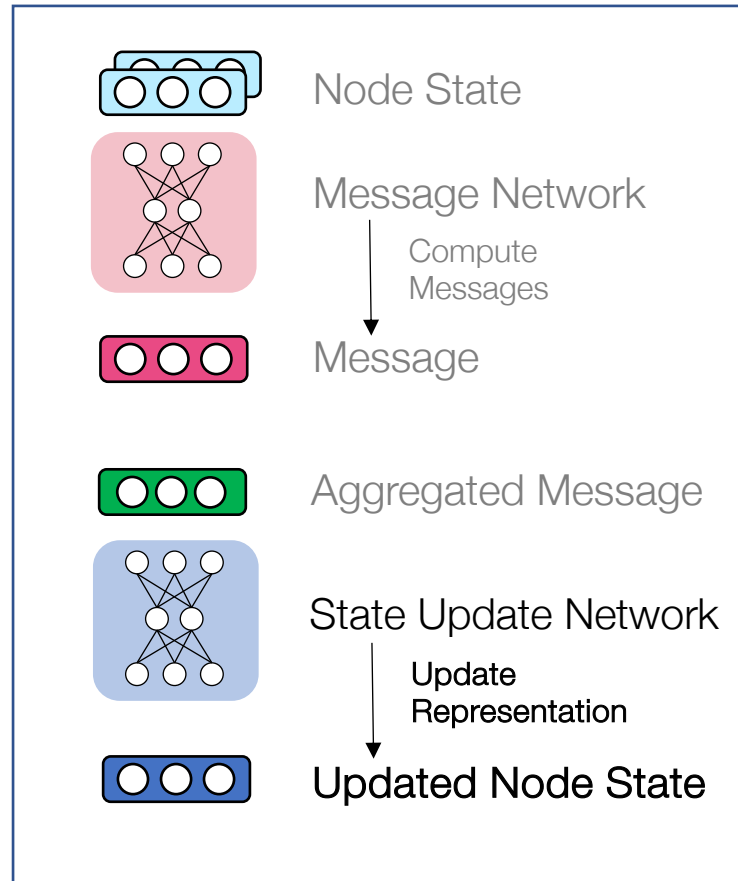 Node State
Message Network
Compute
Messages
Message
Aggregated Message
State Update Network
Update
Representation
Updated Node State